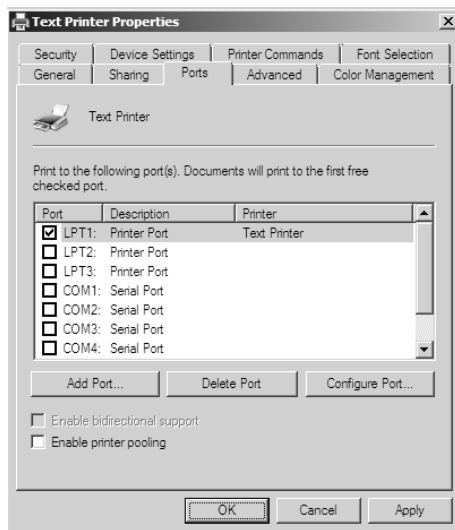 Text Printer Properties
Security Device Settings Printer Commands Font Selection
General Sharing Ports Advanced Color Management
Text Printer
Print to the following port(s). Documents will print to the first free
checked port.
Port Description Printer
LPT1: Printer Port Text Printer
LPT2: Printer Port
LPT3: Printer Port
COM1: Serial Port
COM2: Serial Port
COM3: Serial Port
COM4: Serial Port
Add Port... Delete Port Configure Port...
Enable bidirectional support
Enable printer pooling
OK Cancel Apply